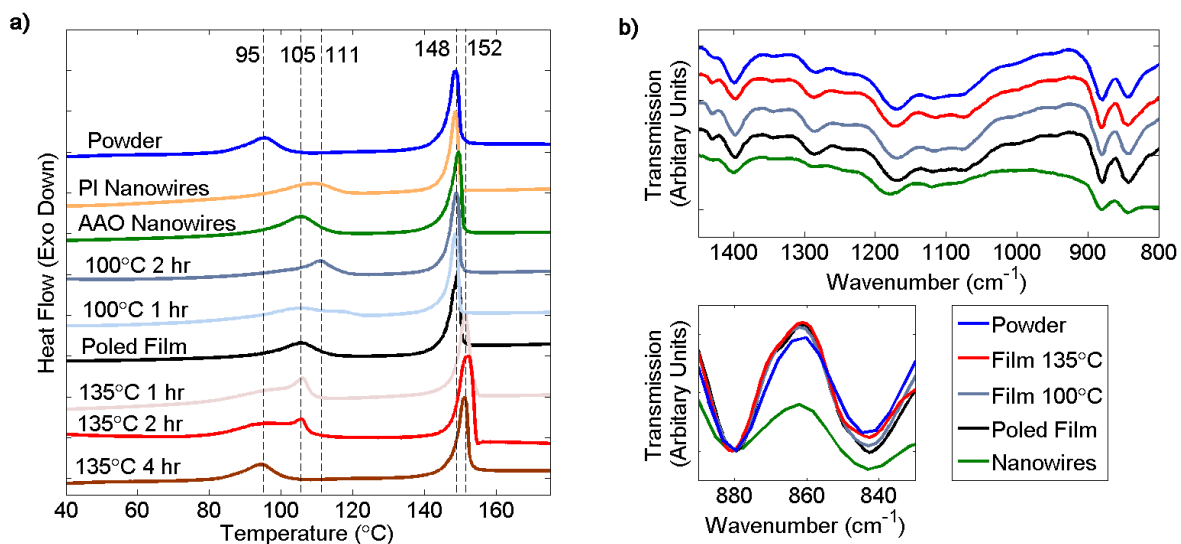 a)
95
105
111
148
152
Powder
PI Nanowires
AAO Nanowires
100°C 2 hr
100°C 1 hr
Poled Film
135°C 1 hr
135°C 2 hr
135°C 4 hr
Heat Flow (Exo Down)
40 60 80 100 120 140 160
Temperature (°C)
b)
Transmission
(Arbitary Units)
1400 1300 1200 1100 1000 900 800
Wavenumber (cm⁻¹)
Transmission
(Arbitary Units)
880 860 840
Wavenumber (cm⁻¹)
Powder
Film 135°C
Film 100°C
Poled Film
Nanowires